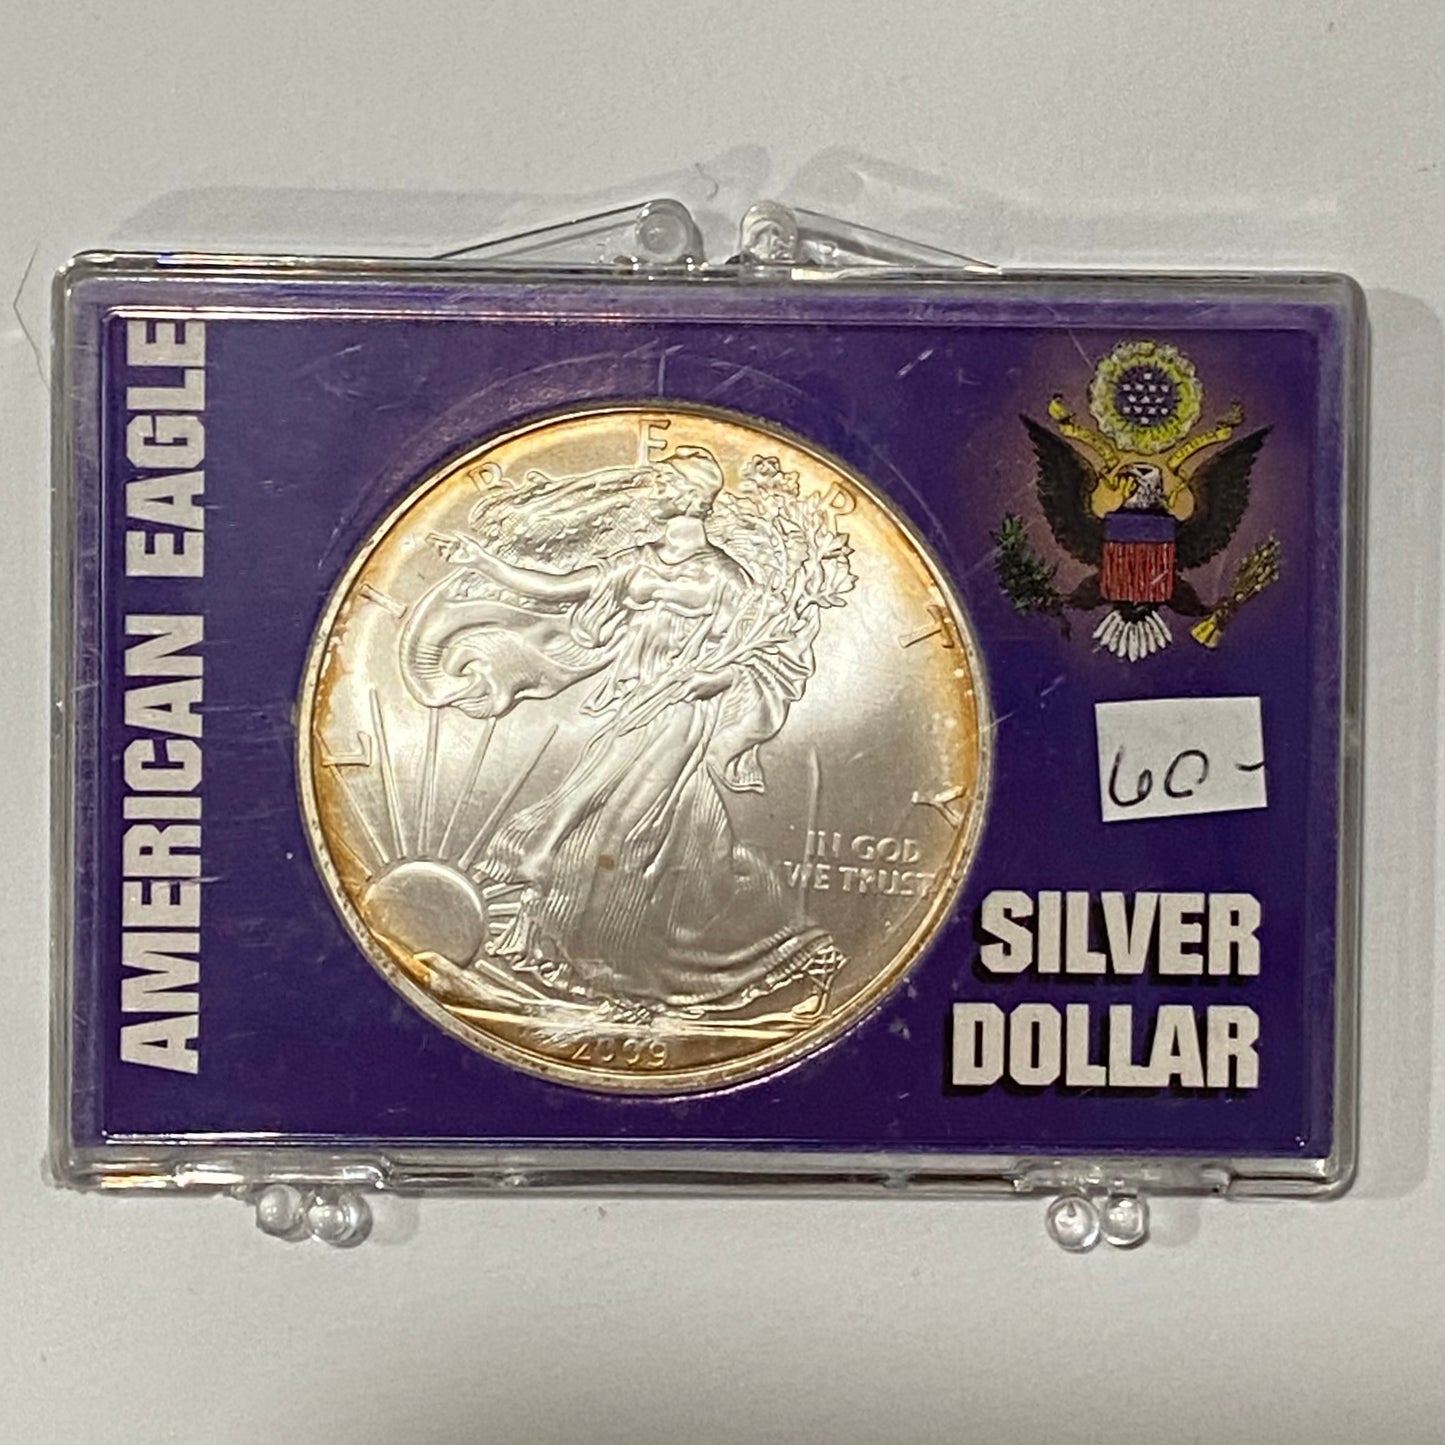 AMERICAN EAGLE
LIBERTY
IN GOD
WE TRUST
2009
60-
SILVER
DOLLAR